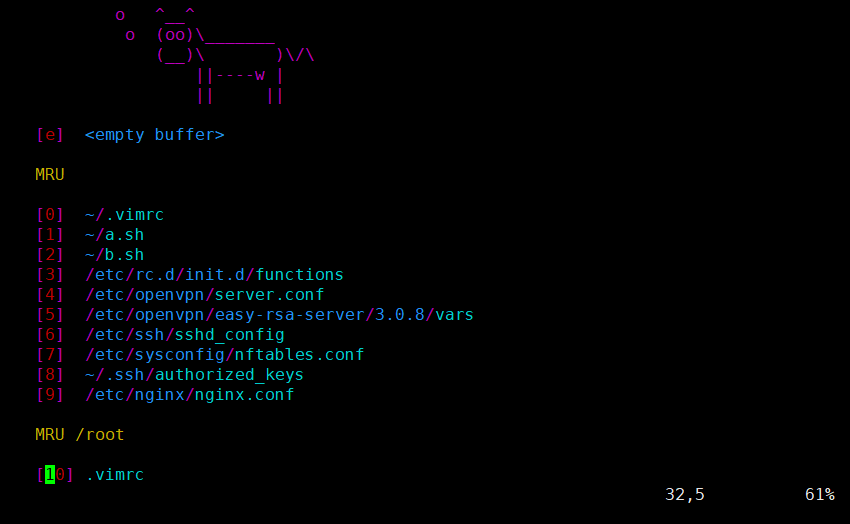 o   ^__^
         o  (oo)\_______
            (__)\       )\/\
                ||----w |
                ||     ||

[e]  <empty buffer>

MRU

[0]  ~/.vimrc
[1]  ~/a.sh
[2]  ~/b.sh
[3]  /etc/rc.d/init.d/functions
[4]  /etc/openvpn/server.conf
[5]  /etc/openvpn/easy-rsa-server/3.0.8/vars
[6]  /etc/ssh/sshd_config
[7]  /etc/sysconfig/nftables.conf
[8]  ~/.ssh/authorized_keys
[9]  /etc/nginx/nginx.conf

MRU /root

[10] .vimrc
32,5          61%